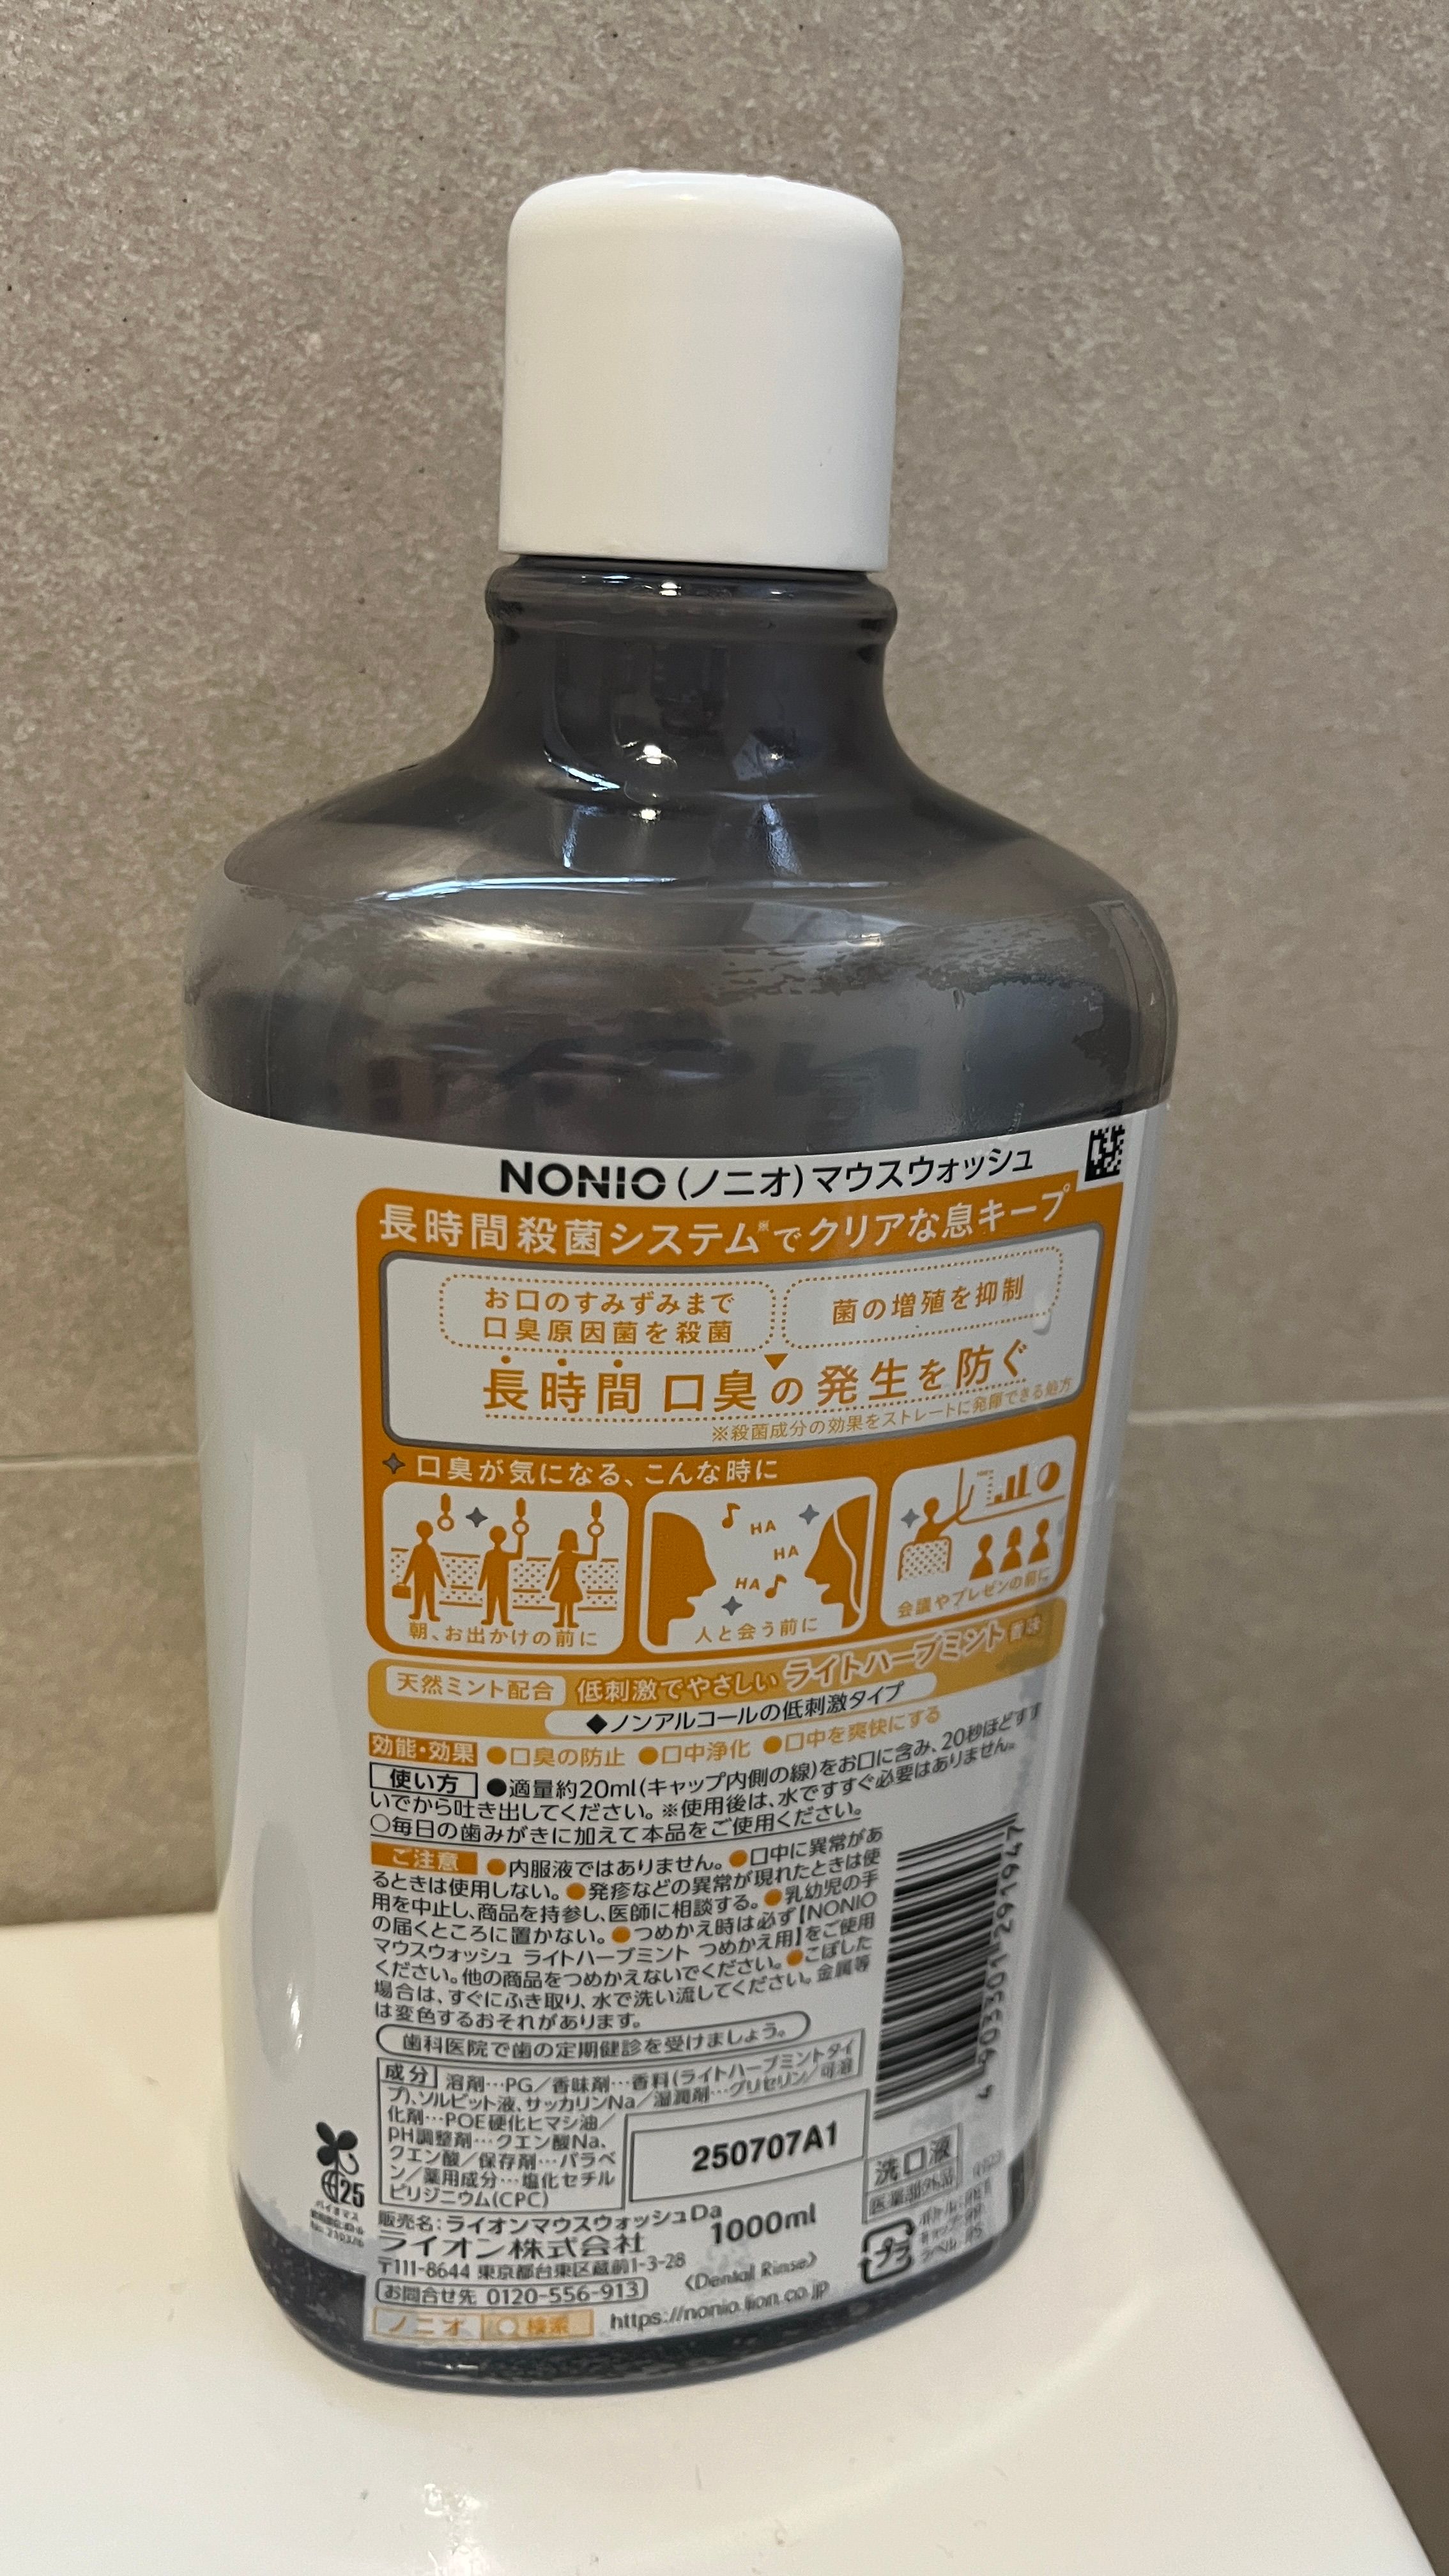 NONIO(ノニオ)マウスウォッシュ
長時間殺菌システム※でクリアな息キープ
お口のすみずみまで
口臭原因菌を殺菌
菌の増殖を抑制
長時間 口臭の発生を防ぐ
※殺菌成分の効果をストレートに発揮できる処方
口臭が気になる、こんな時に
HA
HA
HA
朝、お出かけの前に
人と会う前に
会議やプレゼンの前に
天然ミント配合 低刺激でやさしい ライトハーブミント 香味
◆ノンアルコールの低刺激タイプ
効能・効果 ●口臭の防止 ●口中浄化 ●口中を爽快にする
使い方 ●適量約20ml(キャップ内側の線)をお口に含み、20秒ほどすす
いでから吐き出してください。※使用後は、水ですすぐ必要はありません。
○毎日の歯みがきに加えて本品をご使用ください。
ご注意 ●内服液ではありません。●口中に異常があ
るときは使用しない。●発疹などの異常が現れたときは使
用を中止し、商品を持参し、医師に相談する。●乳幼児の手
の届くところに置かない。●つめかえ時は必ず【NONIO
マウスウォッシュ ライトハーブミント つめかえ用】をご使用
ください。他の商品をつめかえないでください。●こぼした
場合は、すぐにふき取り、水で洗い流してください。金属等
は変色するおそれがあります。
歯科医院で歯の定期健診を受けましょう。
成分 溶剤…PG/香味剤…香料(ライトハーブミントタイ
プ)、ソルビット液、サッカリンNa/湿潤剤…グリセリン/可溶
化剤…POE硬化ヒマシ油/
pH調整剤…クエン酸Na、
クエン酸/保存剤…パラベ
ン/薬用成分…塩化セチル
ピリジニウム(CPC)
250707A1
4 903301 261947
洗口液
医薬部外品
25
バイオマス
No.210376
販売名:ライオンマウスウォッシュDa
1000ml
ライオン株式会社
〒111-8644 東京都台東区蔵前1-3-28
<Dental Rinse>
お問合せ先 0120-556-913
ノニオ 検索
https://nonio.lion.co.jp
プラ